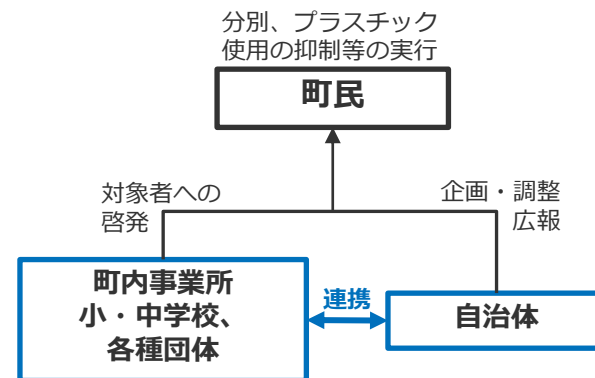 分別、プラスチック
使用の抑制等の実行
町民
対象者への
啓発
企画・調整
広報
町内事業所
小・中学校、
各種団体
連携
自治体